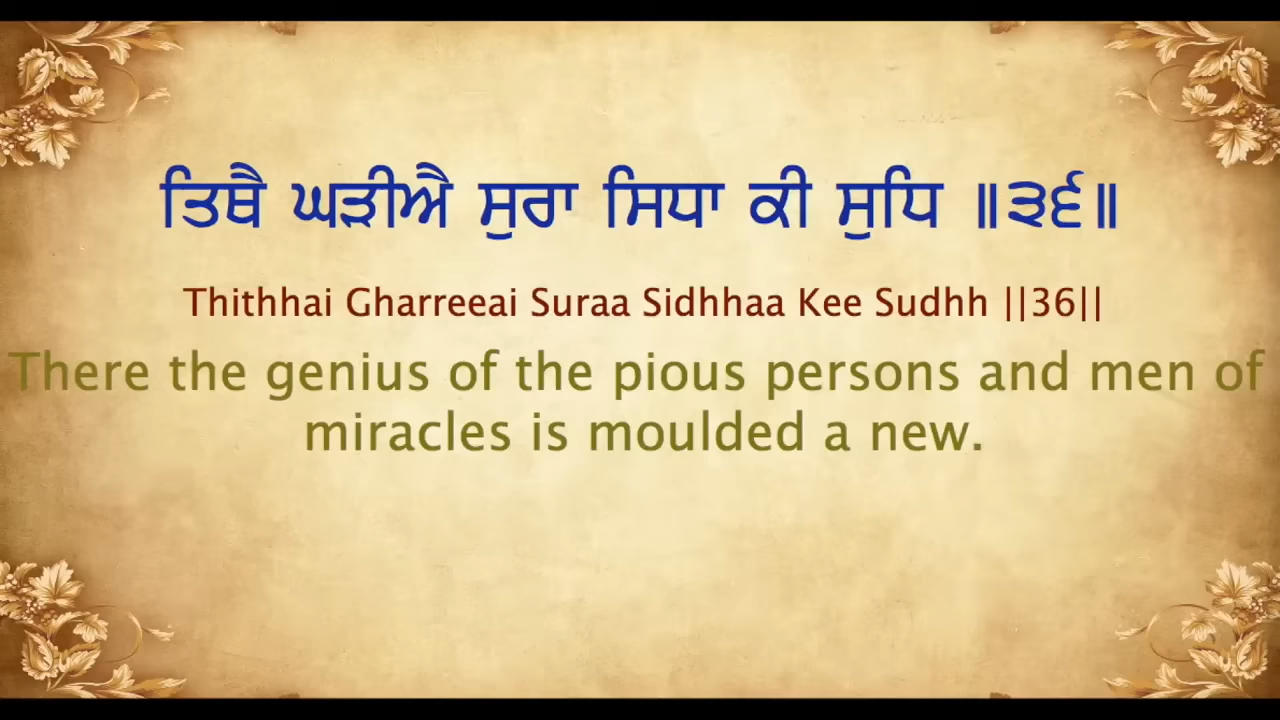 ਤਿਥੈ ਘੜੀਐ ਸੁਰਾ ਸਿਧਾ ਕੀ ਸੁਧਿ ॥੩੬॥
Thithhai Gharreeai Suraa Sidhhaa Kee Sudhh ||36||
There the genius of the pious persons and men of
miracles is moulded a new.